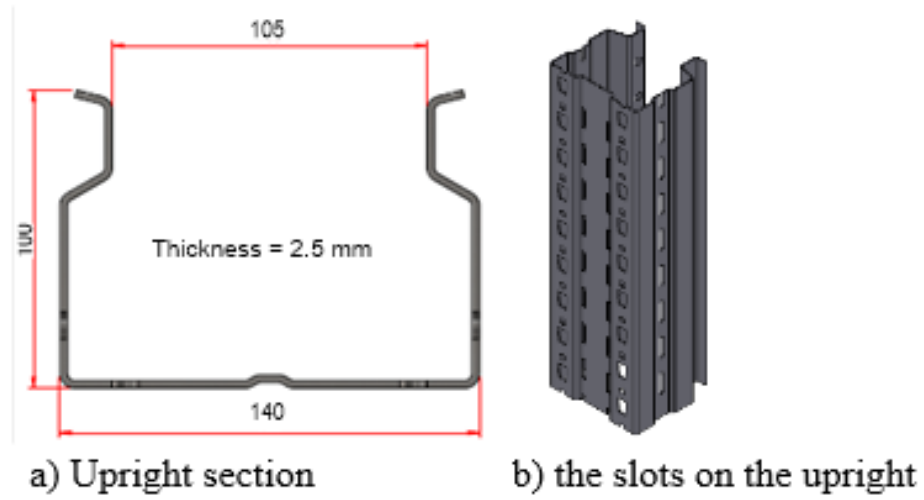 105
100
Thickness = 2.5 mm
140
a) Upright section
b) the slots on the upright